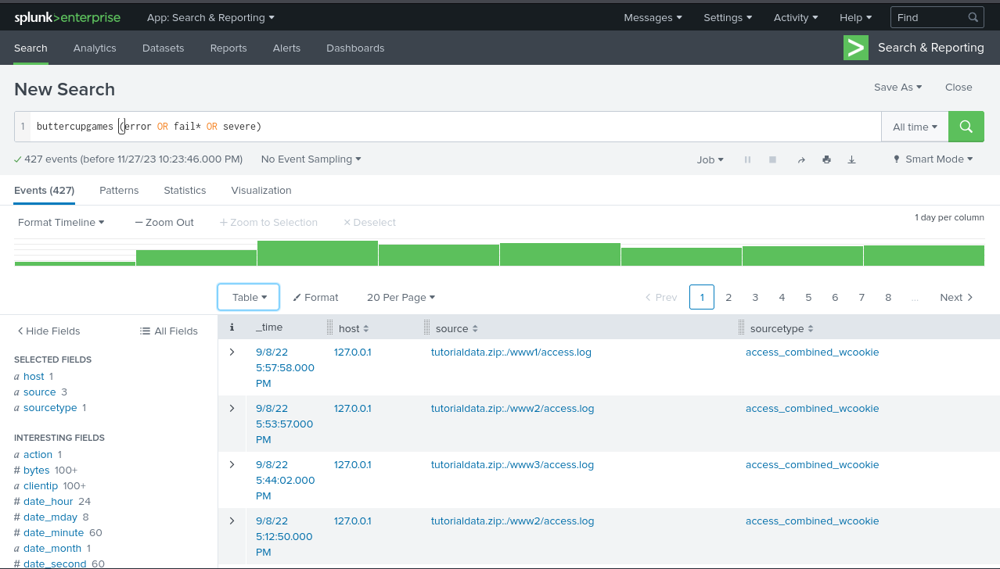 splunk>enterprise App: Search & Reporting Messages Settings Activity Help Find
Search Analytics Datasets Reports Alerts Dashboards > Search & Reporting
New Search Save As Close
1 buttercupgames (error OR fail* OR severe) All time
427 events (before 11/27/23 10:23:46.000 PM) No Event Sampling Job Smart Mode
Events (427) Patterns Statistics Visualization
Format Timeline — Zoom Out + Zoom to Selection × Deselect 1 day per column
Table Format 20 Per Page < Prev 1 2 3 4 5 6 7 8 ... Next >
< Hide Fields All Fields
i _time host source sourcetype
SELECTED FIELDS
a host 1
a source 3
a sourcetype 1
INTERESTING FIELDS
a action 1
# bytes 100+
a clientip 100+
# date_hour 24
# date_mday 8
# date_minute 60
a date_month 1
# date_second 60
> 9/8/22 127.0.0.1 tutorialdata.zip:./www1/access.log access_combined_wcookie
5:57:58.000
PM
> 9/8/22 127.0.0.1 tutorialdata.zip:./www2/access.log access_combined_wcookie
5:53:57.000
PM
> 9/8/22 127.0.0.1 tutorialdata.zip:./www3/access.log access_combined_wcookie
5:44:02.000
PM
> 9/8/22 127.0.0.1 tutorialdata.zip:./www2/access.log access_combined_wcookie
5:12:50.000
PM